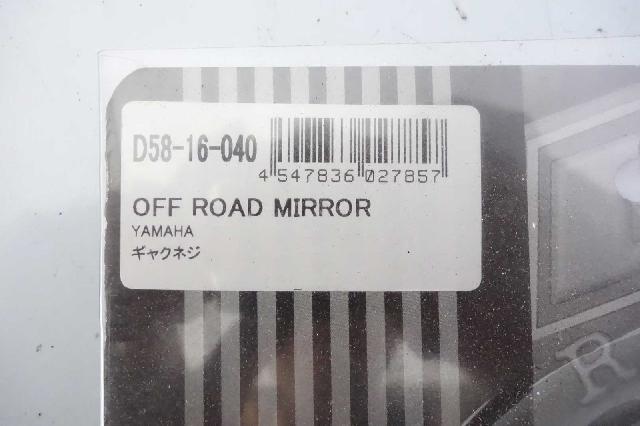 D58-16-040
4 547836 027857
OFF ROAD MIRROR
YAMAHA
ギャクネジ
R